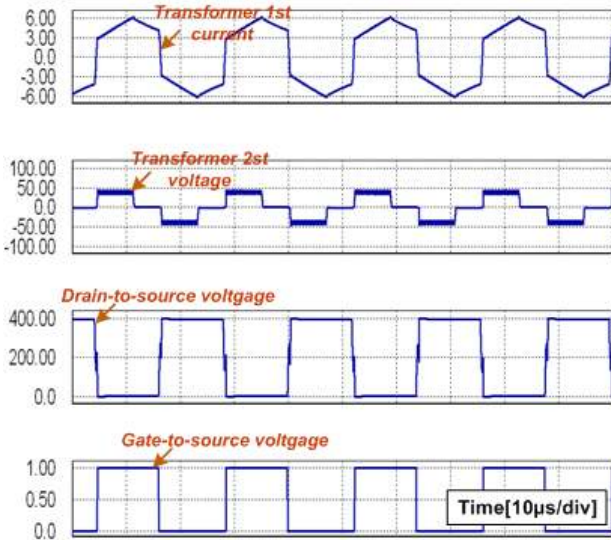 Transformer 1st
current
6.00
3.00
0.0
-3.00
-6.00
Transformer 2st
voltage
100.00
50.00
0.0
-50.00
-100.00
Drain-to-source voltgage
400.00
200.00
0.0
Gate-to-source voltgage
1.00
0.50
0.0
Time[10µs/div]